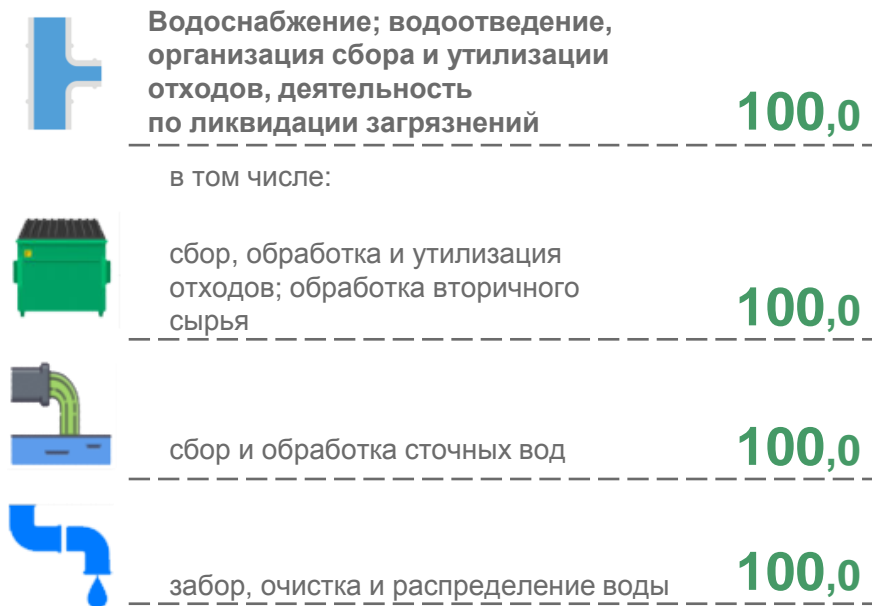 Водоснабжение; водоотведение,
организация сбора и утилизации
отходов, деятельность
по ликвидации загрязнений
100,0
в том числе:
сбор, обработка и утилизация
отходов; обработка вторичного
сырья
100,0
сбор и обработка сточных вод
100,0
забор, очистка и распределение воды
100,0